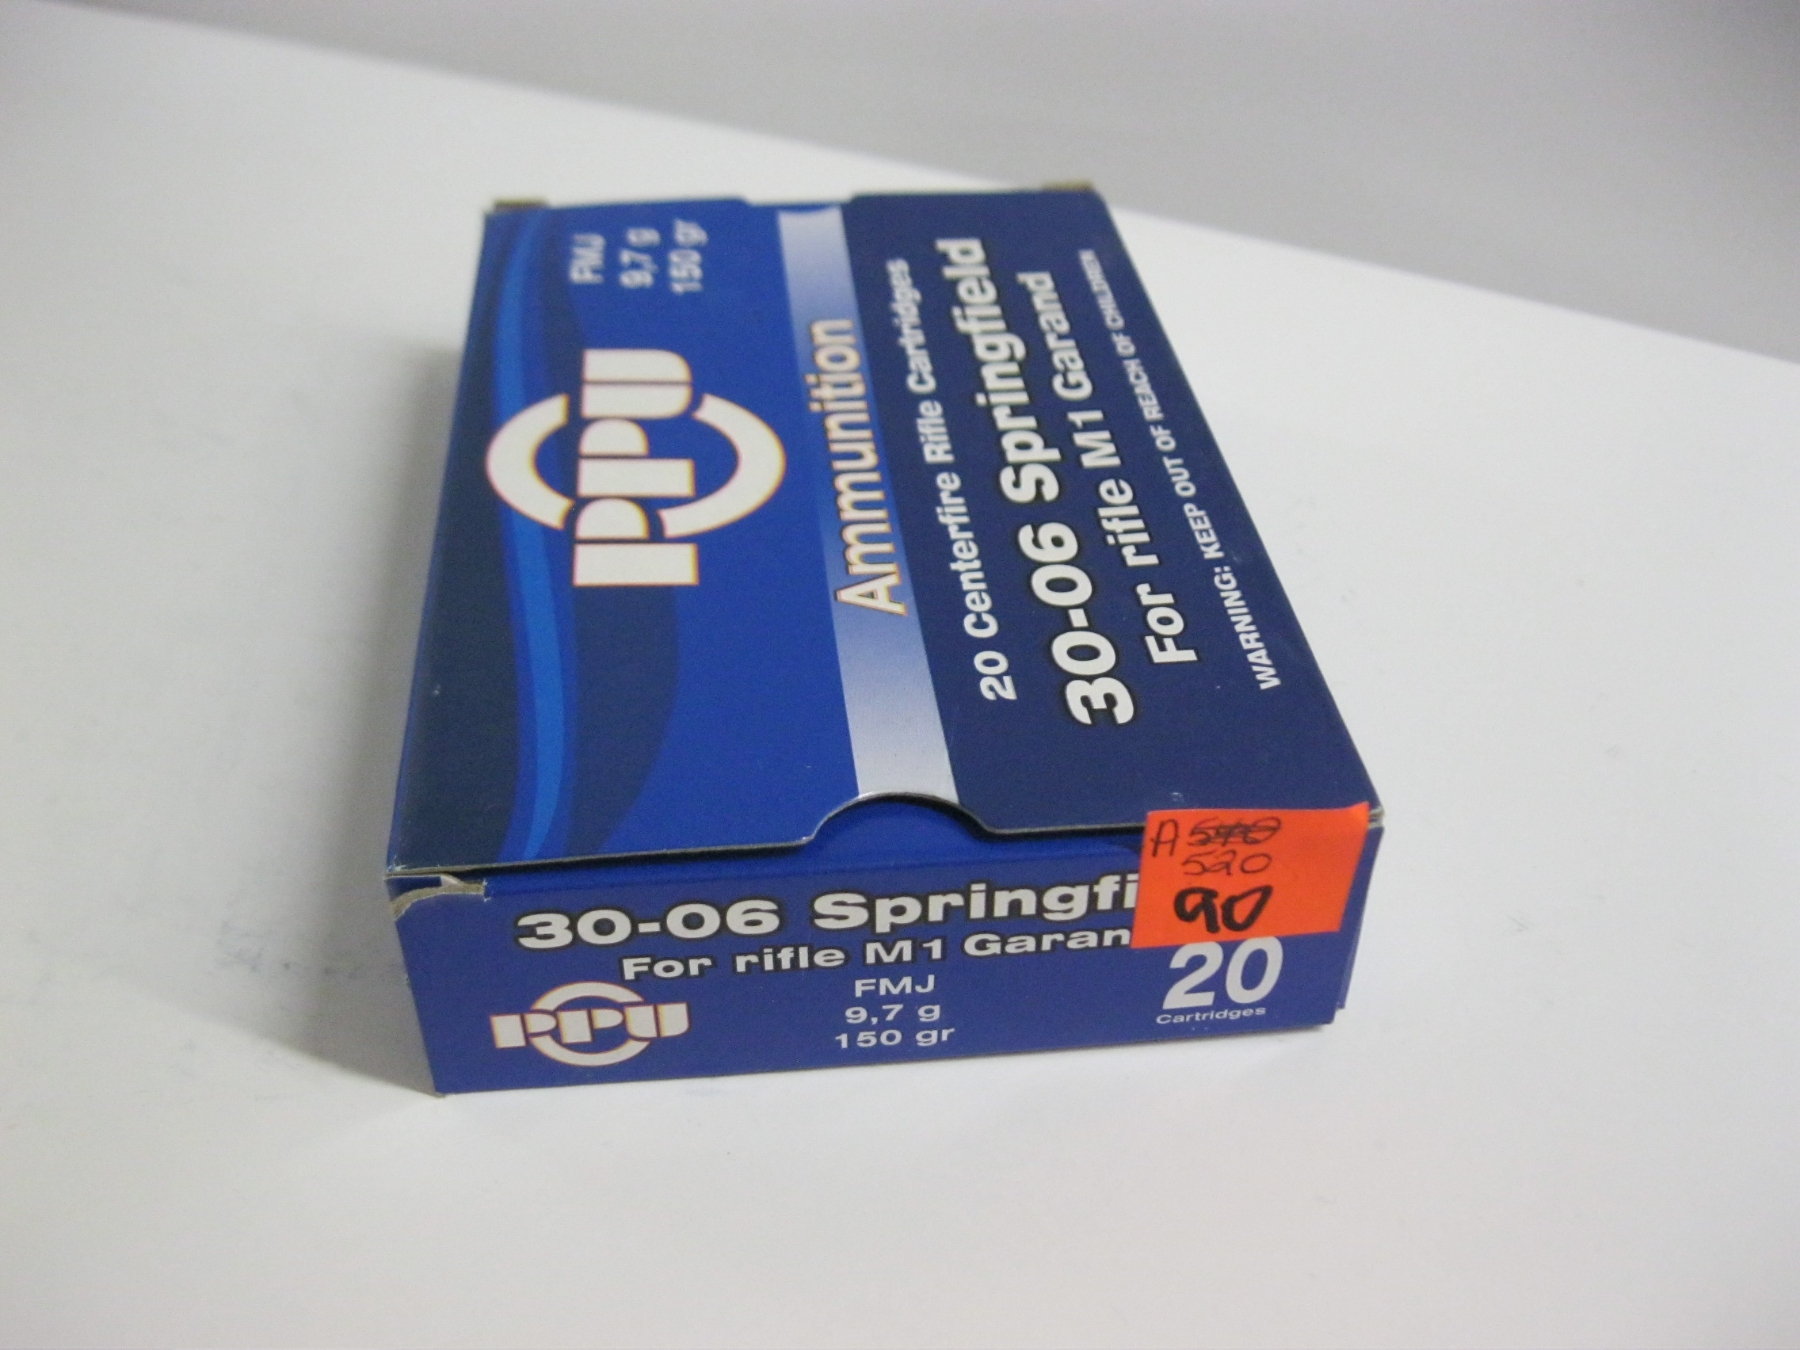 FMJ
9,7 g
150 gr
PPU
Ammunition
20 Centerfire Rifle Cartridges
30-06 Springfield
For rifle M1 Garand
WARNING: KEEP OUT OF REACH OF CHILDREN
A
520
90
30-06 Springfi
For rifle M1 Garan
PPU
FMJ
9,7 g
150 gr
20
Cartridges